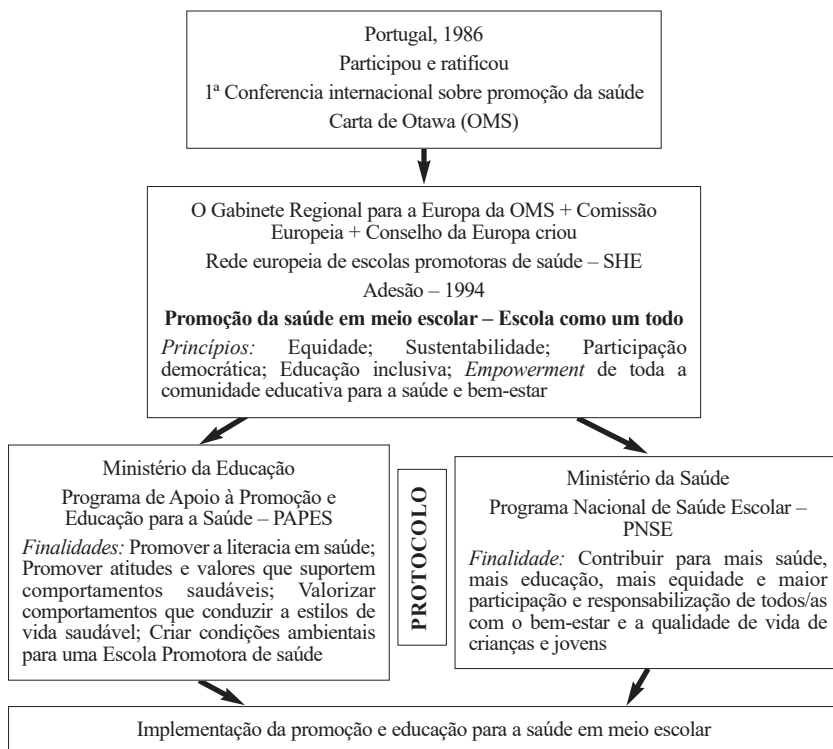 Portugal, 1986
Participou e ratificou
1ª Conferencia internacional sobre promoção da saúde
Carta de Otawa (OMS)
O Gabinete Regional para a Europa da OMS + Comissão
Europeia + Conselho da Europa criou
Rede europeia de escolas promotoras de saúde – SHE
Adesão – 1994
Promoção da saúde em meio escolar – Escola como um todo
Princípios: Equidade; Sustentabilidade; Participação
democrática; Educação inclusiva; Empowerment de toda a
comunidade educativa para a saúde e bem-estar
Ministério da Educação
Programa de Apoio à Promoção e
Educação para a Saúde – PAPES
Finalidades: Promover a literacia em saúde;
Promover atitudes e valores que suportem
comportamentos saudáveis; Valorizar
comportamentos que conduzir a estilos de
vida saudável; Criar condições ambientais
para uma Escola Promotora de saúde
PROTOCOLO
Ministério da Saúde
Programa Nacional de Saúde Escolar –
PNSE
Finalidade: Contribuir para mais saúde,
mais educação, mais equidade e maior
participação e responsabilização de todos/as
com o bem-estar e a qualidade de vida de
crianças e jovens
Implementação da promoção e educação para a saúde em meio escolar